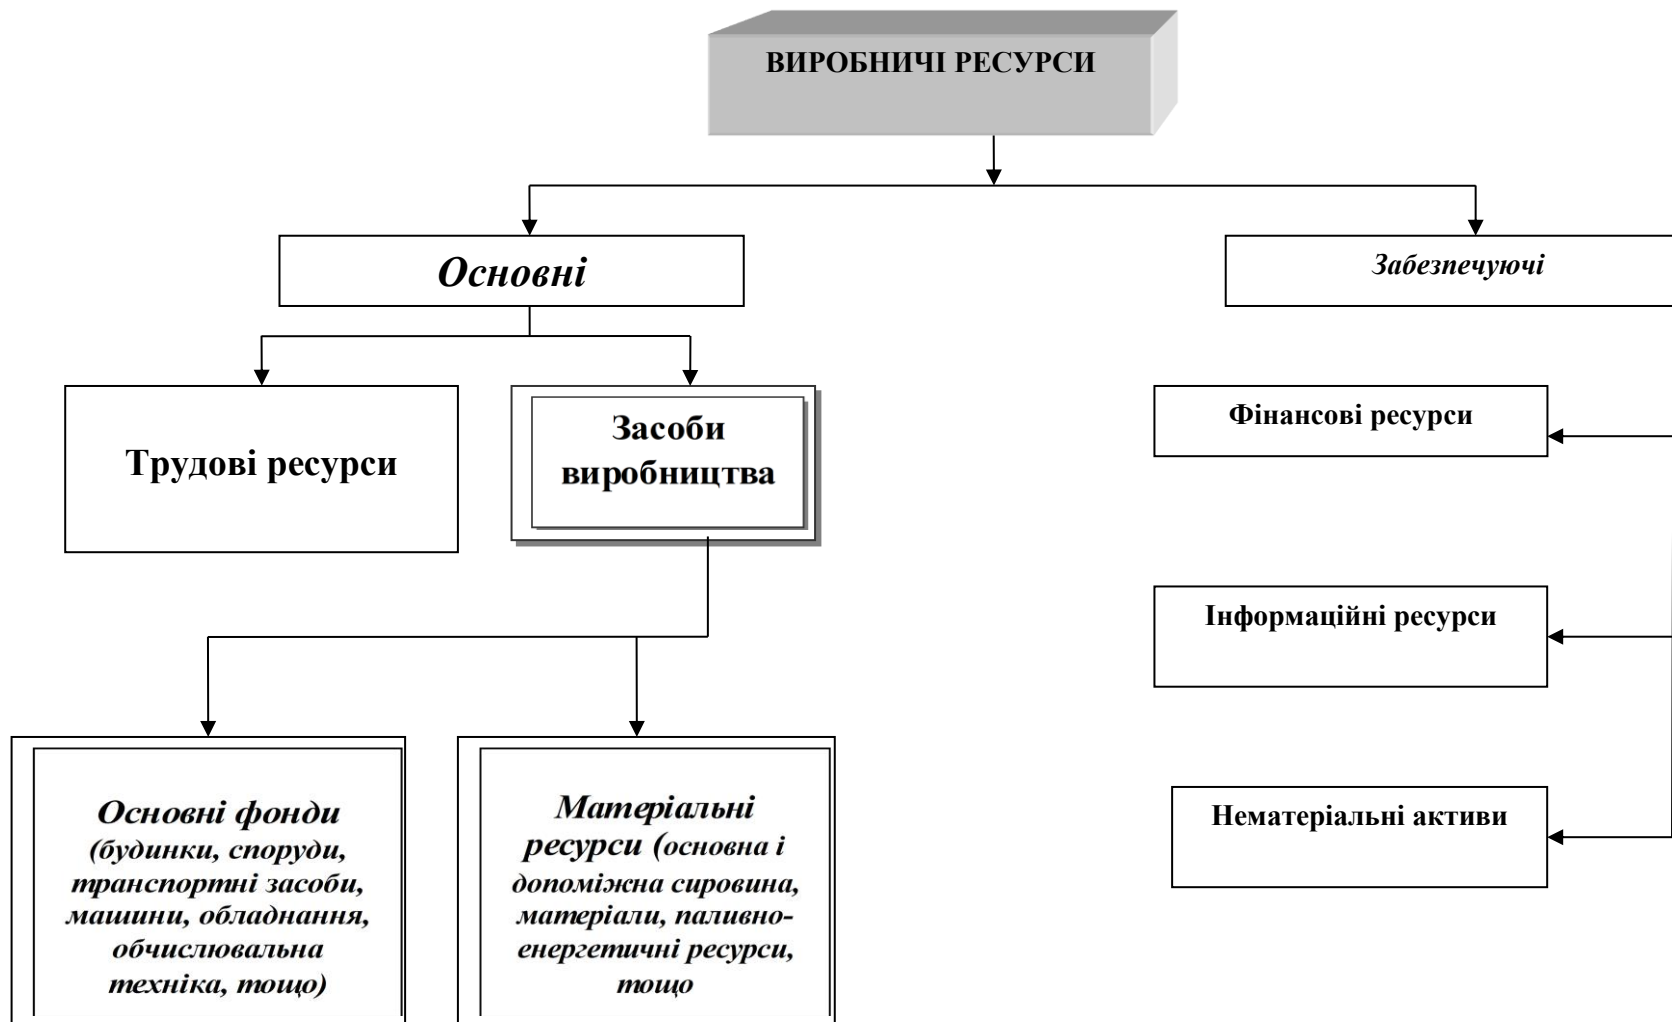 ВИРОБНИЧІ РЕСУРСИ
Основні
Забезпечуючі
Трудові ресурси
Засоби
виробництва
Фінансові ресурси
Інформаційні ресурси
Нематеріальні активи
Основні фонди
(будинки, споруди,
транспортні засоби,
машини, обладнання,
обчислювальна
техніка, тощо)
Матеріальні
ресурси (основна і
допоміжна сировина,
матеріали, паливно-
енергетичні ресурси,
тощо